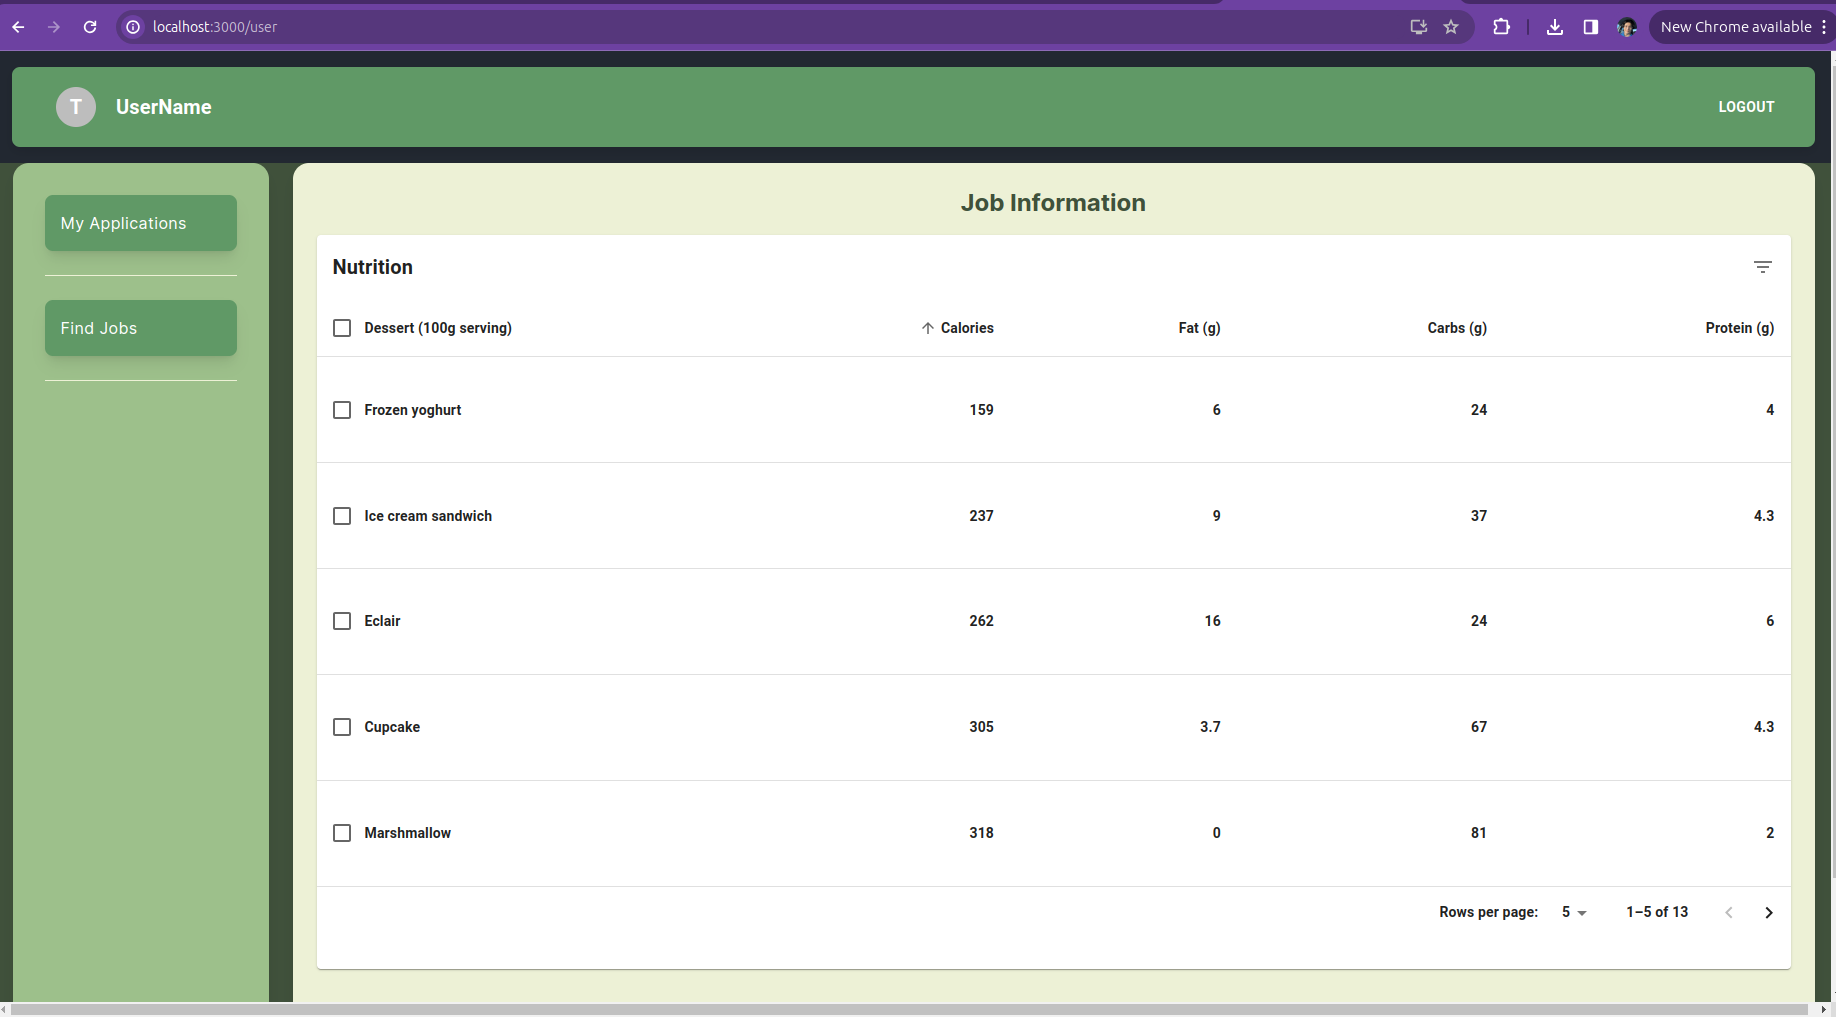 localhost:3000/user
New Chrome available
T UserName
LOGOUT
My Applications
Find Jobs
Job Information
Nutrition
Dessert (100g serving) Calories Fat (g) Carbs (g) Protein (g)
Frozen yoghurt 159 6 24 4
Ice cream sandwich 237 9 37 4.3
Eclair 262 16 24 6
Cupcake 305 3.7 67 4.3
Marshmallow 318 0 81 2
Rows per page: 5 1–5 of 13